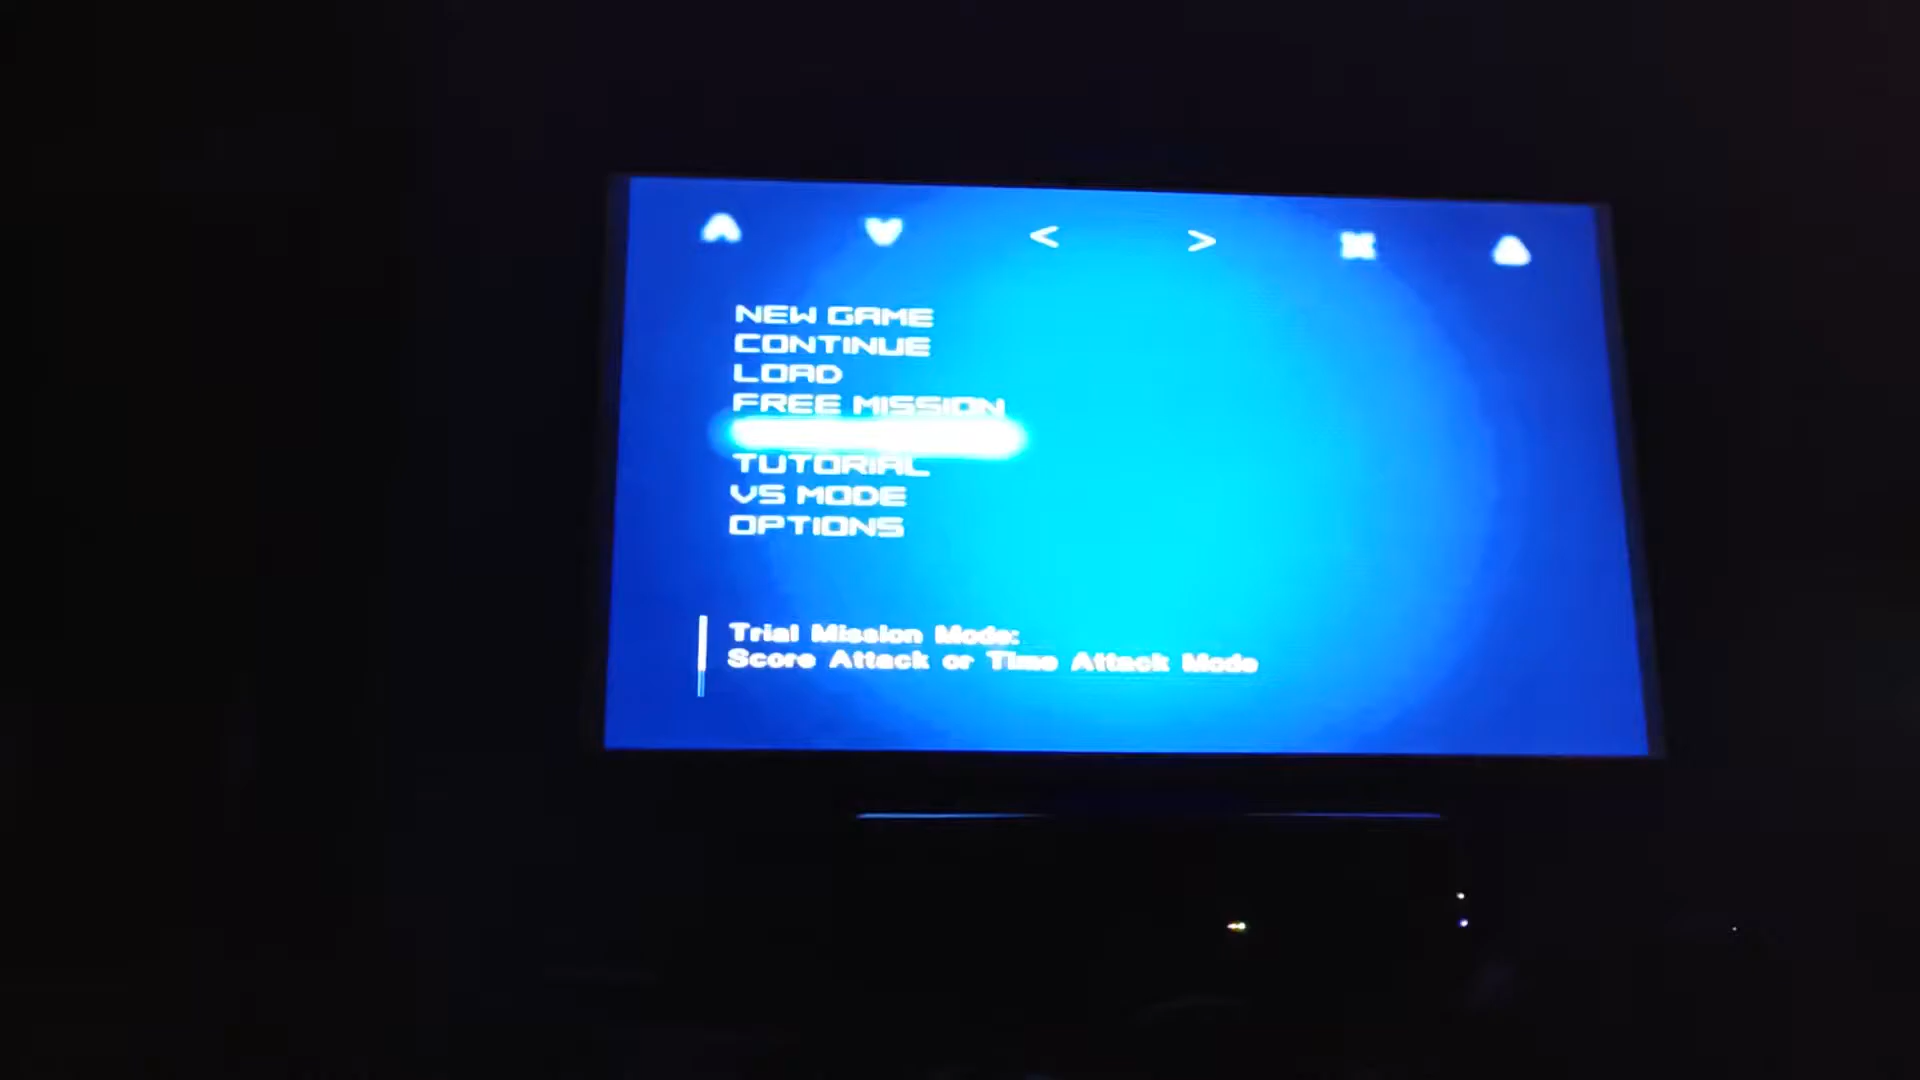 < >
NEW GAME
CONTINUE
LOAD
FREE MISSION
TUTORIAL
VS MODE
OPTIONS
Trial Mission Mode:
Score Attack or Time Attack Mode